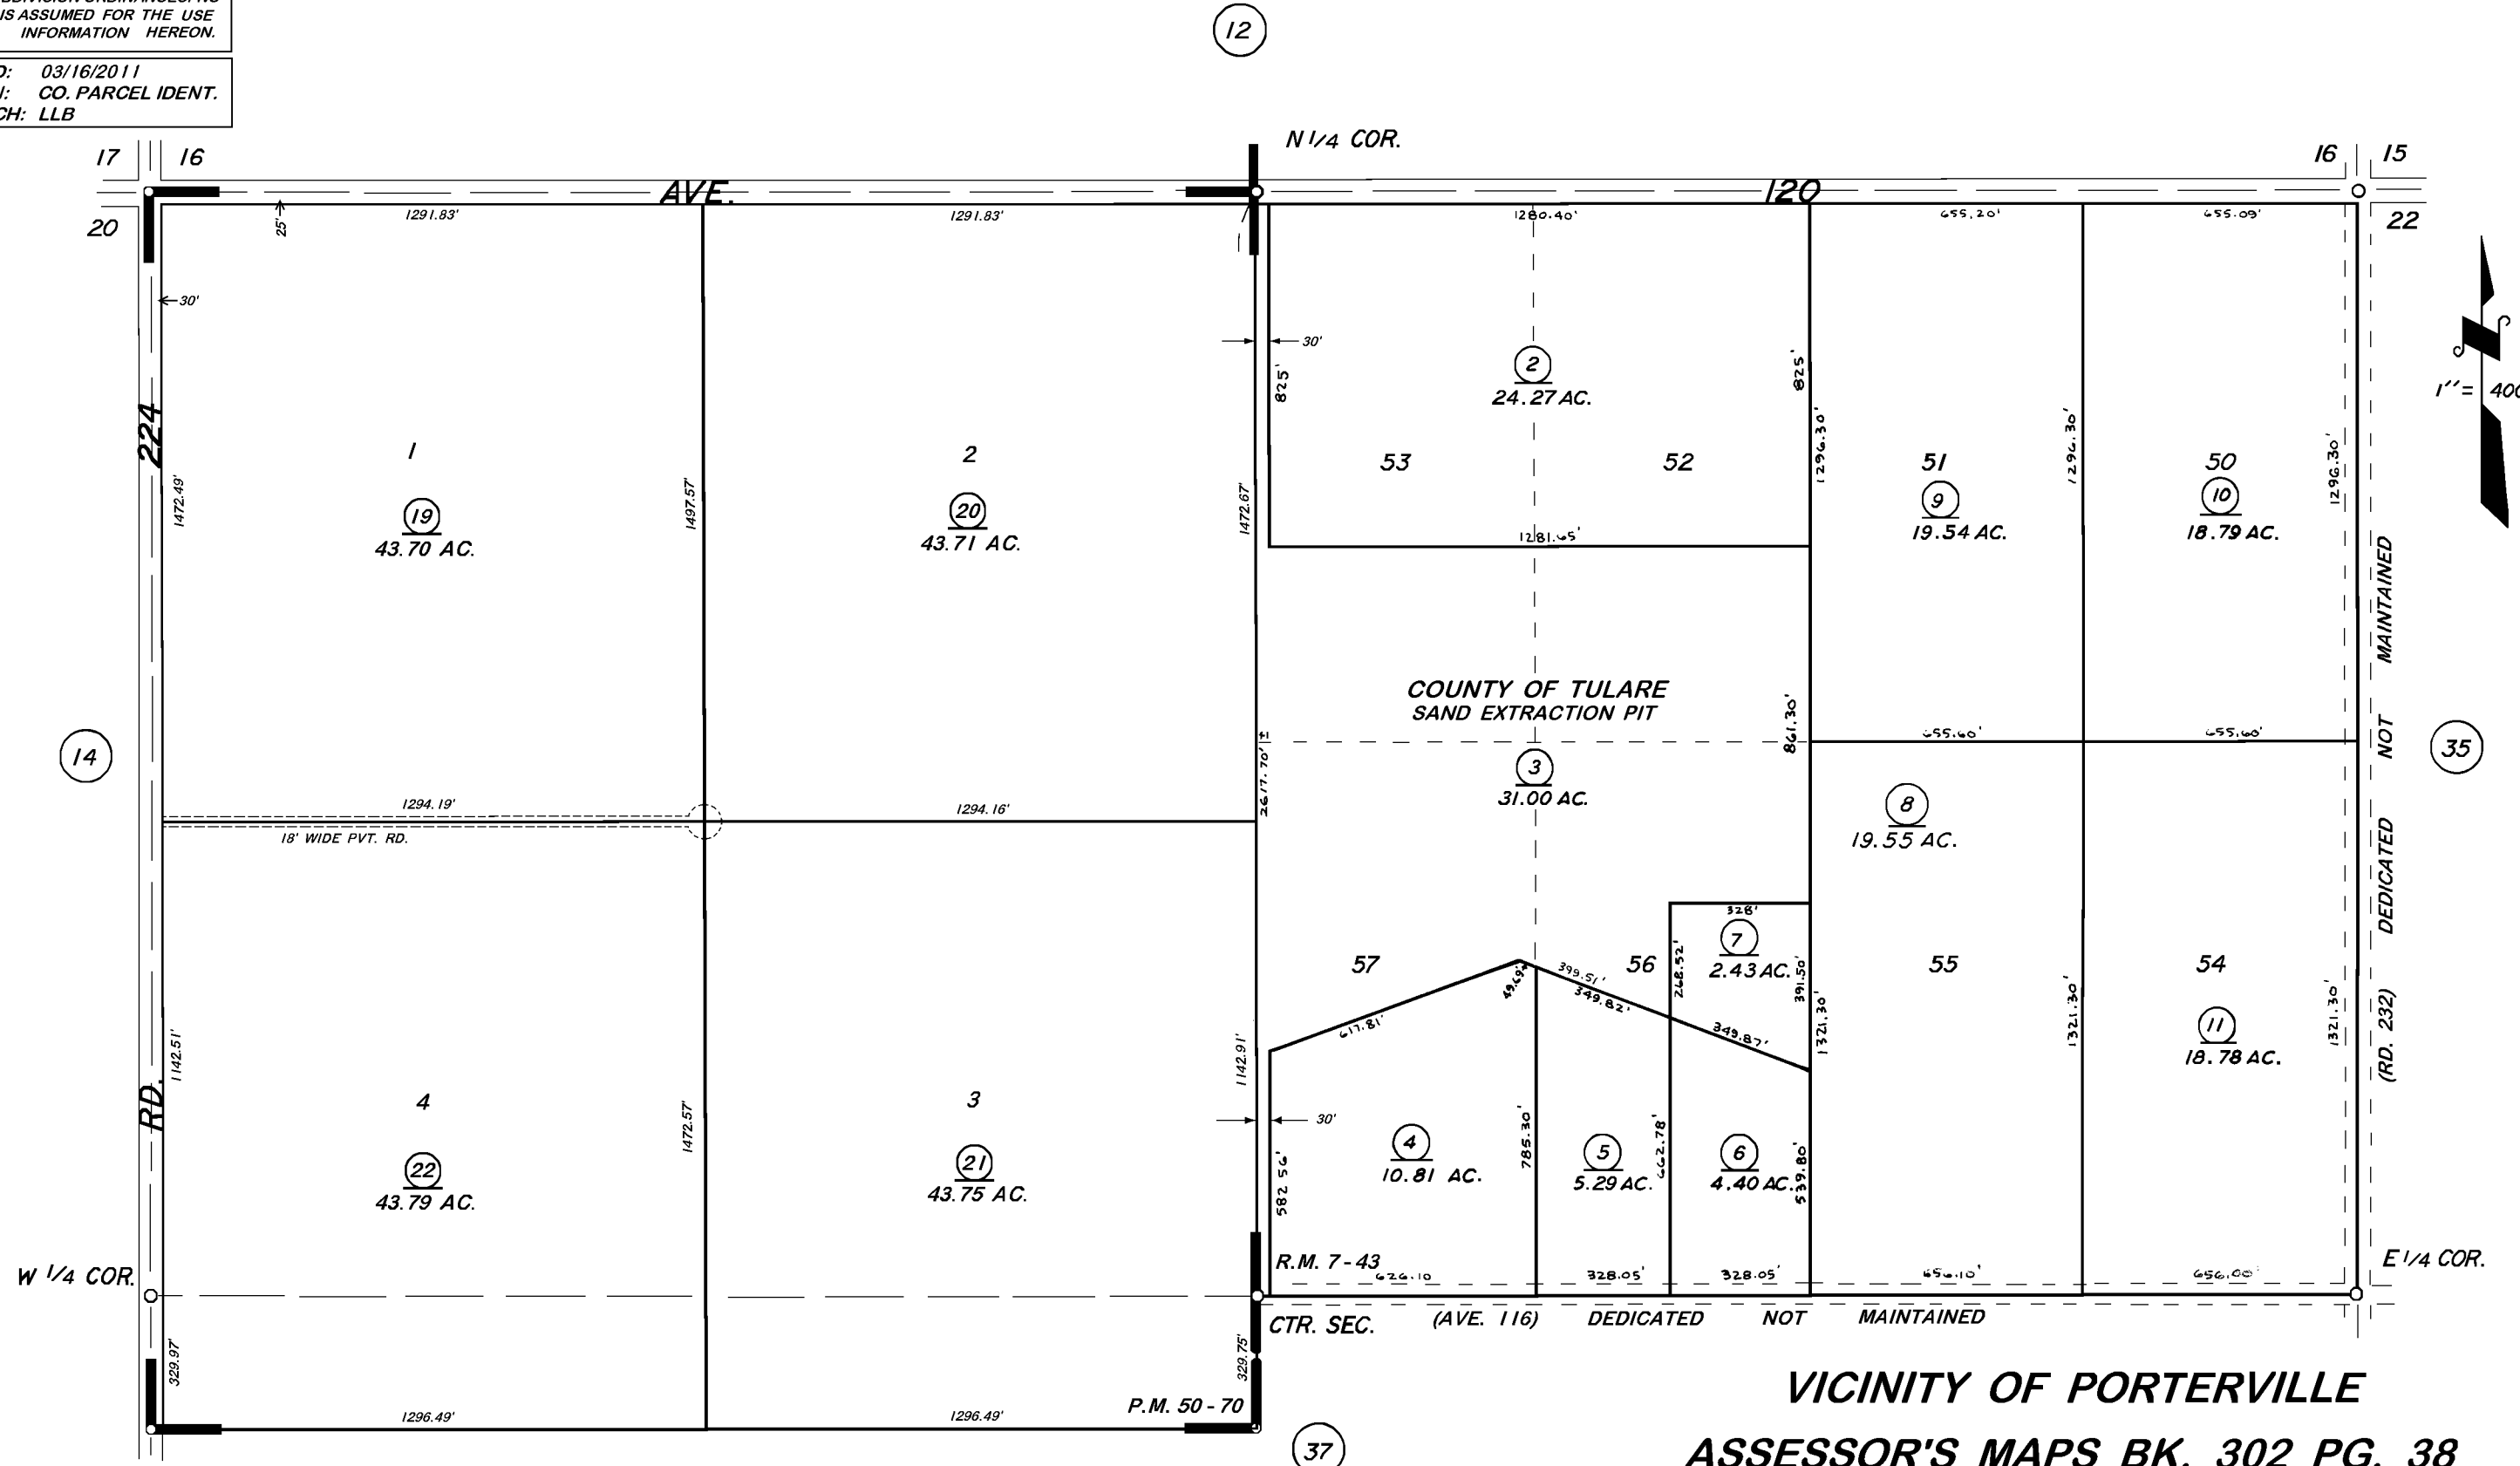 IS ASSUMED FOR THE USE
INFORMATION HEREON.
03/16/2011
CO. PARCEL IDENT.
LLB
12
N 1/4 COR.
17 16
16 15
AVE.
120
20
22
25'
1291.83'
1291.83'
1280.40'
655.20'
655.09'
30'
30'
1" =
224
1472.49'
1497.57'
1472.67'
825'
825'
1296.30'
1296.30'
1296.30'
1
19
43.70 AC.
2
20
43.71 AC.
2
24.27 AC.
53
52
51
9
19.54 AC.
50
10
18.79 AC.
1281.65'
COUNTY OF TULARE
SAND EXTRACTION PIT
861.30'
2617.70' ±
655.60'
655.60'
14
35
3
31.00 AC.
8
19.55 AC.
1294.19'
1294.16'
18' WIDE PVT. RD.
MAINTAINED
NOT
DEDICATED
(RD. 232)
328'
7
2.43 AC.
268.52'
391.50'
57
56
55
54
49.69'
399.51'
349.82'
349.87'
617.81'
1321.30'
1321.30'
1321.30'
11
18.78 AC.
RD.
1142.51'
1472.57'
1142.91'
4
22
43.79 AC.
3
21
43.75 AC.
30'
582 56'
785.30'
662.78'
539.80'
4
10.81 AC.
5
5.29 AC.
6
4.40 AC.
W 1/4 COR.
R.M. 7-43
626.10
328.05'
328.05'
656.10'
656.00'
E 1/4 COR.
CTR. SEC.
(AVE. 116) DEDICATED NOT MAINTAINED
329.97'
329.75'
1296.49'
1296.49'
P.M. 50-70
37
VICINITY OF PORTERVILLE
ASSESSOR'S MAPS BK. 302 PG. 38